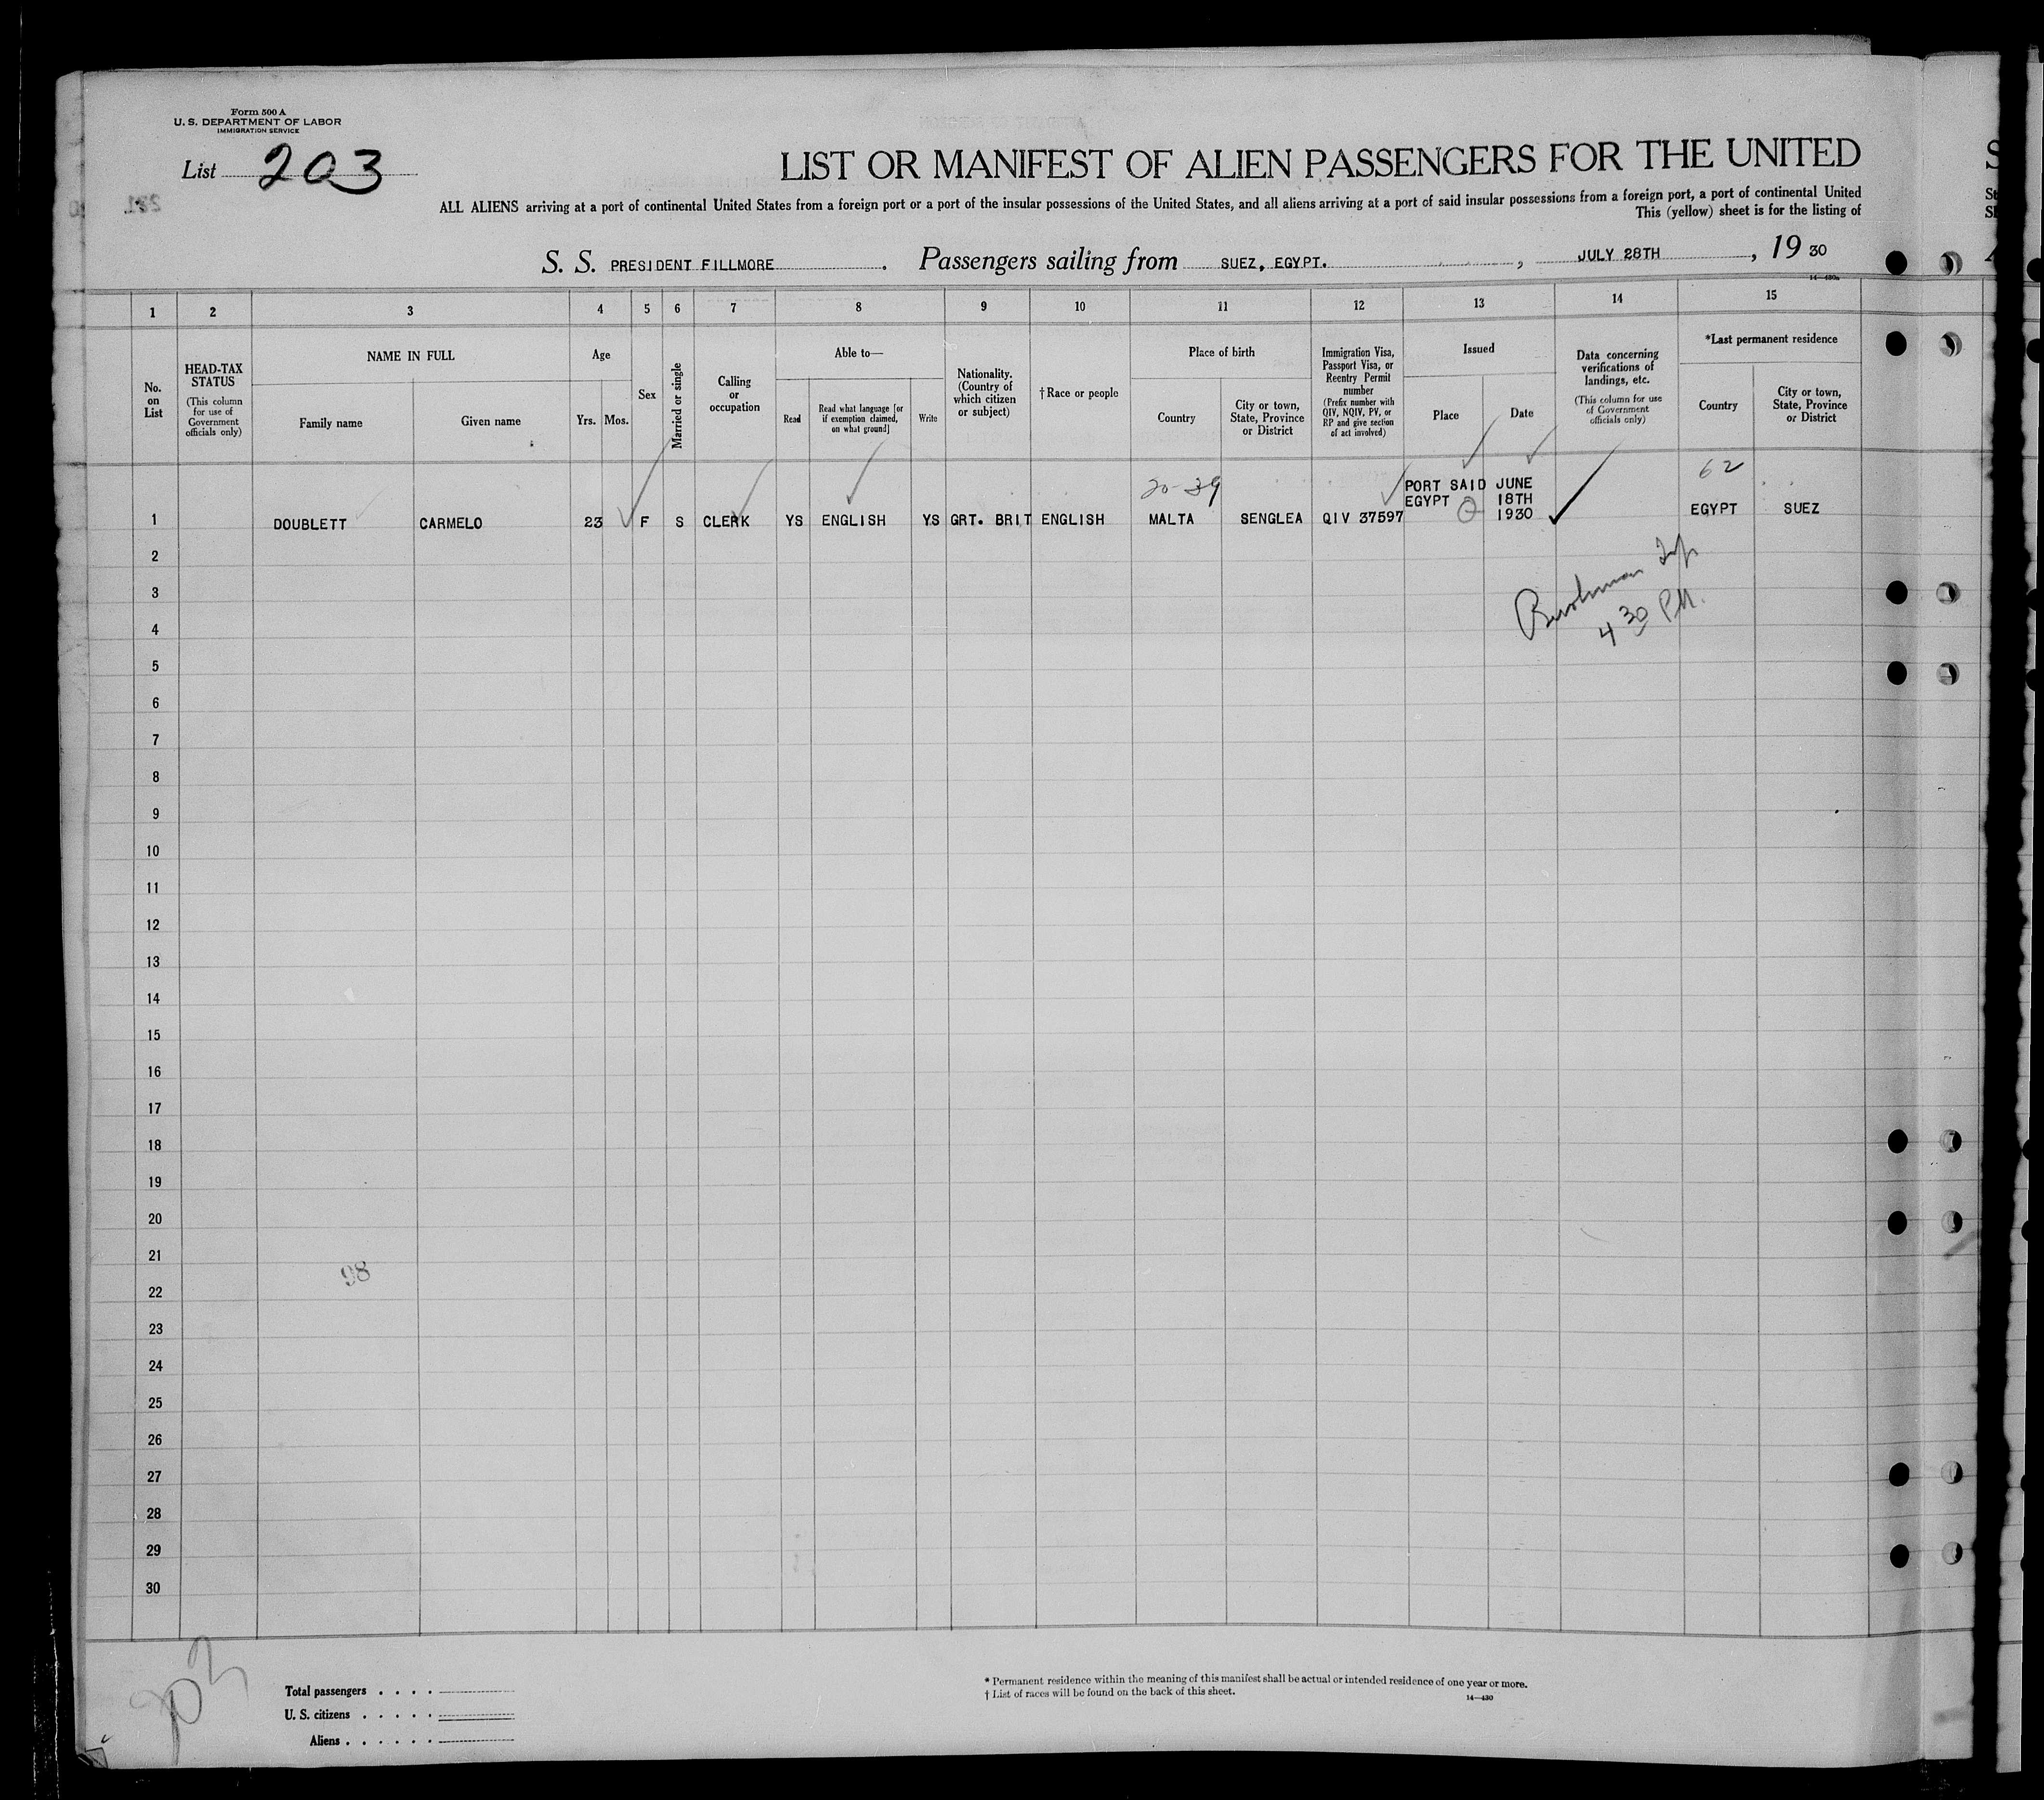 Form 500 A
U. S. DEPARTMENT OF LABOR
IMMIGRATION SERVICE
List 203
LIST OR MANIFEST OF ALIEN PASSENGERS FOR THE UNITED
ALL ALIENS arriving at a port of continental United States from a foreign port or a port of the insular possessions of the United States, and all aliens arriving at a port of said insular possessions from a foreign port, a port of continental United
This (yellow) sheet is for the listing of
S. S. PRESIDENT FILLMORE. Passengers sailing from SUEZ, EGYPT. , JULY 28TH , 19 30
1 2 3 4 5 6 7 8 9 10 11 12 13 14 15
No. on List
HEAD-TAX STATUS
(This column for use of Government officials only)
NAME IN FULL
Family name
Given name
Age
Yrs. Mos.
Sex
Married or single
Calling or occupation
Able to—
Read
Read what language [or if exemption claimed, on what ground]
Write
Nationality. (Country of which citizen or subject)
† Race or people
Place of birth
Country
City or town, State, Province or District
Immigration Visa, Passport Visa, or Reentry Permit number
(Prefix number with QIV, NQIV, PV, or RP and give section of act involved)
Issued
Place
Date
Data concerning verifications of landings, etc.
(This column for use of Government officials only)
*Last permanent residence
Country
City or town, State, Province or District
20-39
62
1 DOUBLETT CARMELO 23 F S CLERK YS ENGLISH YS GRT. BRIT ENGLISH MALTA SENGLEA QIV 37597 PORT SAID EGYPT JUNE 18TH 1930 EGYPT SUEZ
2
3
4 30 PM.
4
5
6
7
8
9
10
11
12
13
14
15
16
17
18
19
20
21
98
22
23
24
25
26
27
28
29
30
Total passengers . . . .
U. S. citizens . . . . .
Aliens . . . . . .
* Permanent residence within the meaning of this manifest shall be actual or intended residence of one year or more.
† List of races will be found on the back of this sheet.
14—430